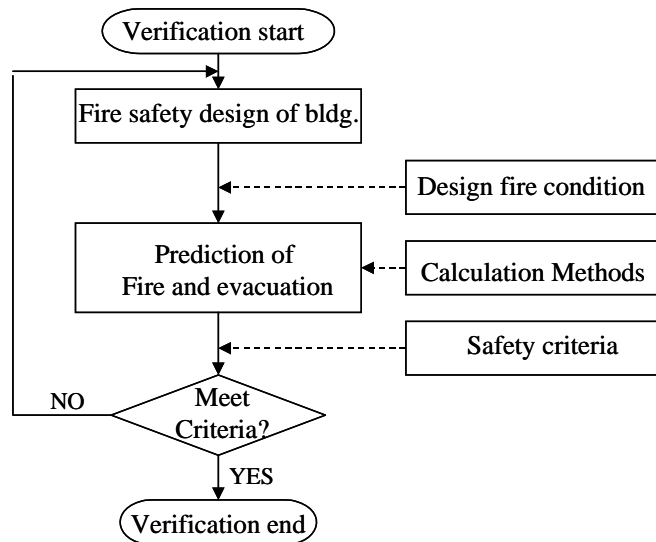 Verification start
Fire safety design of bldg.
Design fire condition
Prediction of
Fire and evacuation
Calculation Methods
Safety criteria
NO
Meet
Criteria?
YES
Verification end